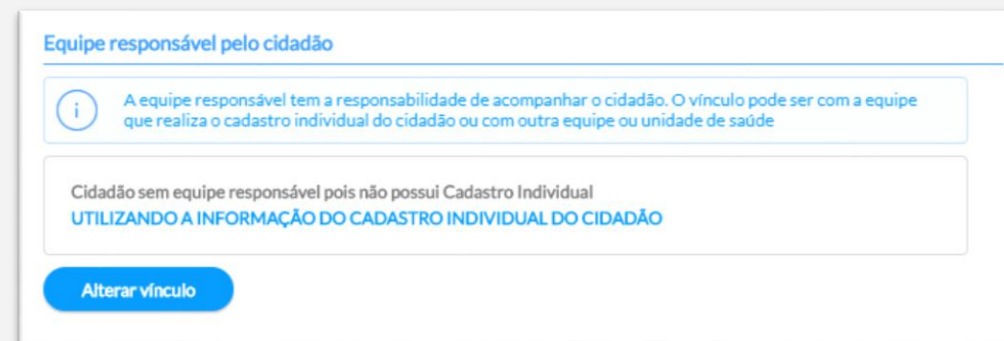 Equipe responsável pelo cidadão
i
A equipe responsável tem a responsabilidade de acompanhar o cidadão. O vínculo pode ser com a equipe
que realiza o cadastro individual do cidadão ou com outra equipe ou unidade de saúde
Cidadão sem equipe responsável pois não possui Cadastro Individual
UTILIZANDO A INFORMAÇÃO DO CADASTRO INDIVIDUAL DO CIDADÃO
Alterar vínculo